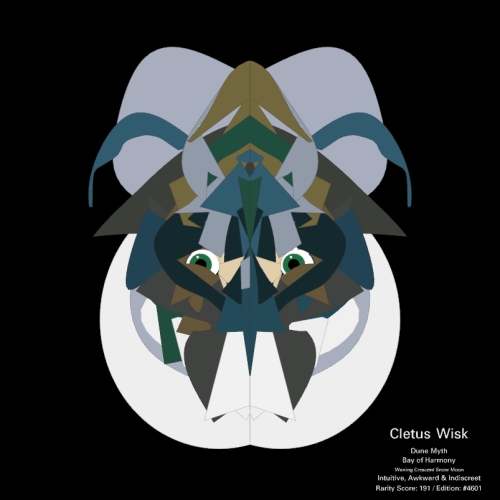 Cletus Wisk
Dune Myth
Bay of Harmony
Waning Crescent Snow Moon
Intuitive, Awkward & Indiscreet
Rarity Score: 191 / Edition: #4601